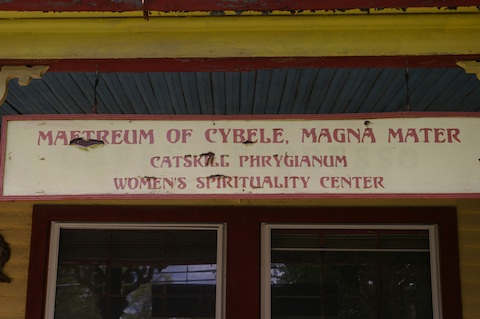 MAETREUM OF CYBELE, MAGNA MATER
CATSKILL PHRYGIANUM
WOMEN'S SPIRITUALITY CENTER